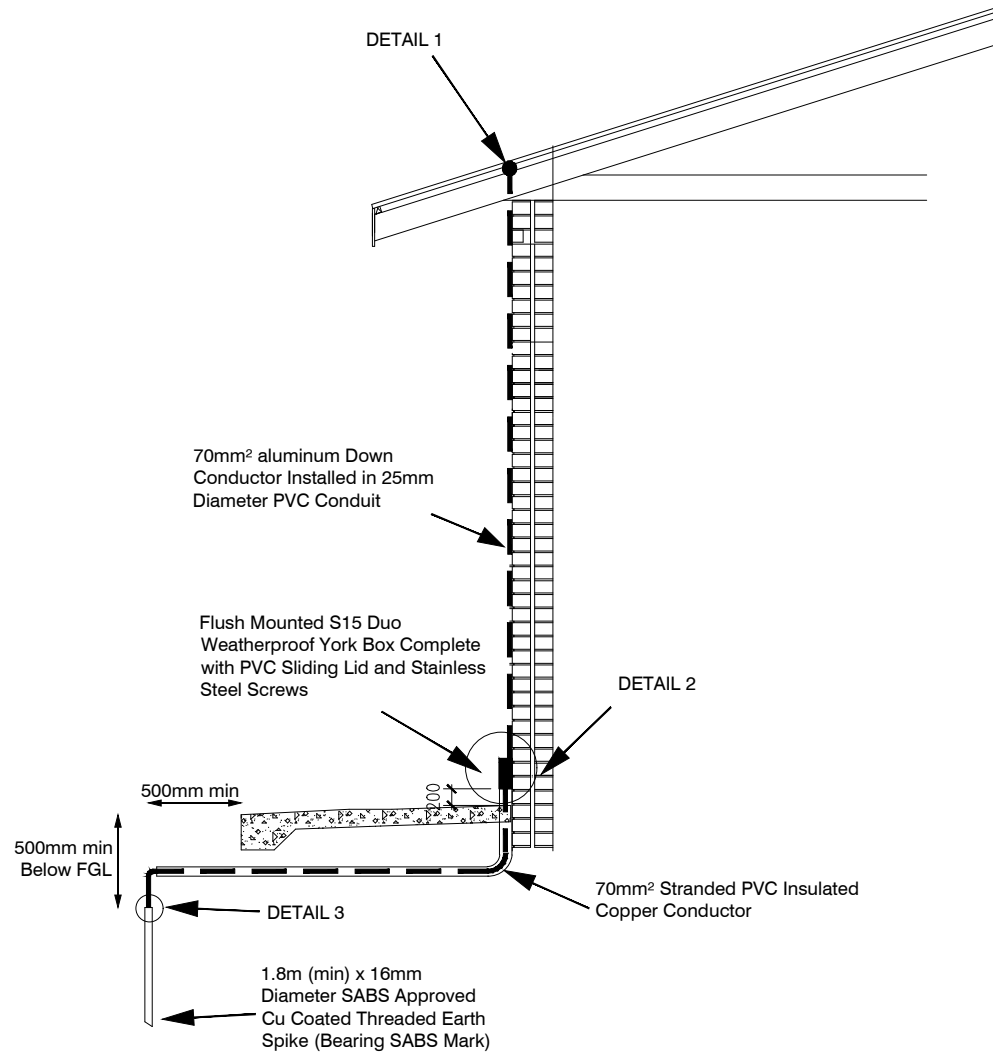 DETAIL 1
70mm² aluminum Down
Conductor Installed in 25mm
Diameter PVC Conduit
Flush Mounted S15 Duo
Weatherproof York Box Complete
with PVC Sliding Lid and Stainless
Steel Screws
DETAIL 2
500mm min
200
500mm min
Below FGL
70mm² Stranded PVC Insulated
Copper Conductor
DETAIL 3
1.8m (min) x 16mm
Diameter SABS Approved
Cu Coated Threaded Earth
Spike (Bearing SABS Mark)